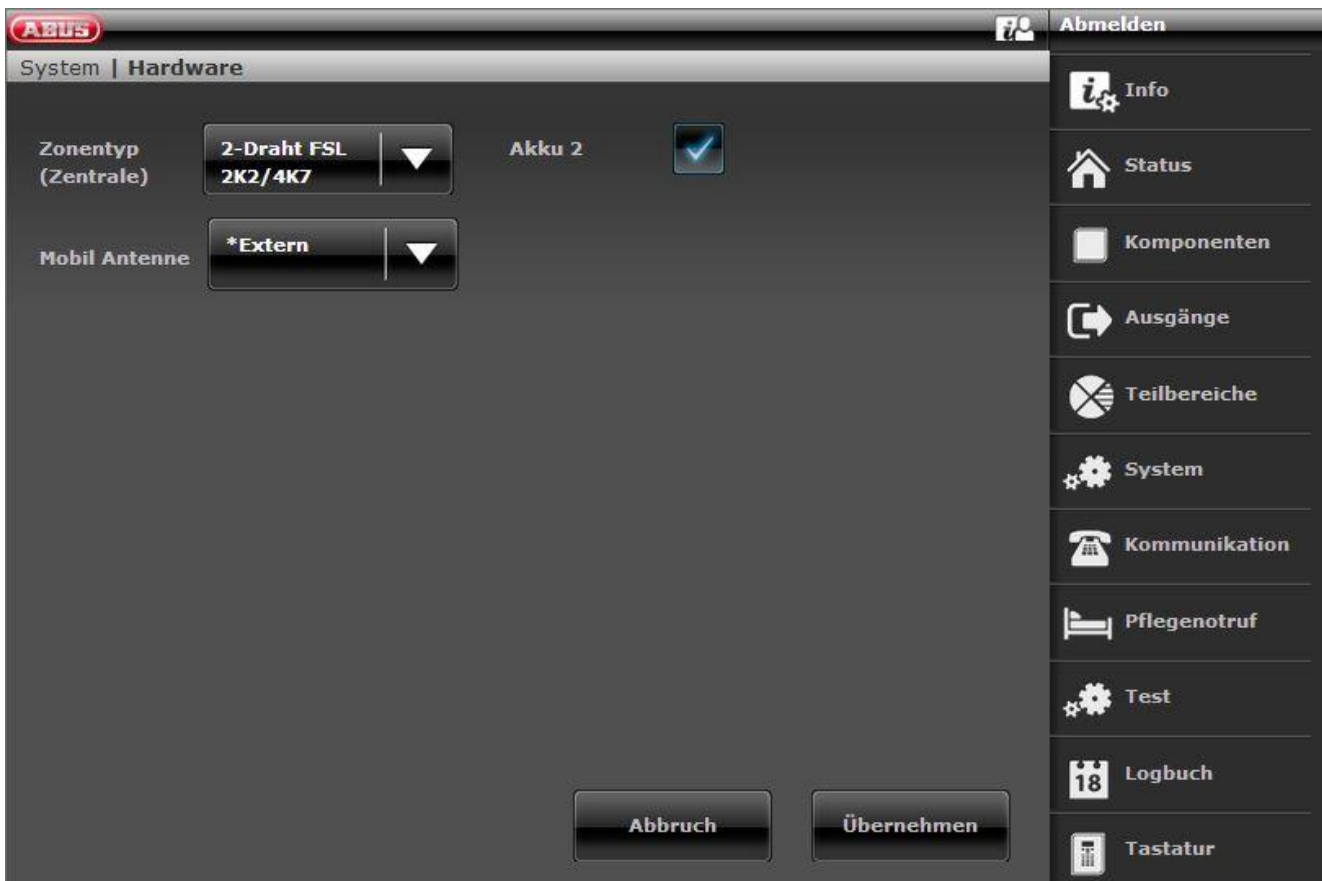 ABUS
Abmelden
System | Hardware
Info
Zonentyp
(Zentrale)
2-Draht FSL
2K2/4K7
Akku 2
Status
Mobil Antenne
*Extern
Komponenten
Ausgänge
Teilbereiche
System
Kommunikation
Pflegenotruf
Test
18
Logbuch
Abbruch
Übernehmen
Tastatur